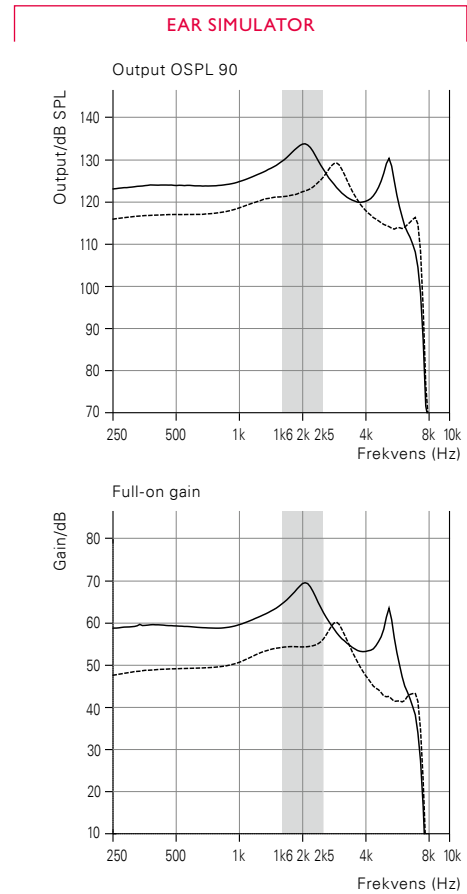 EAR SIMULATOR
Output OSPL 90
Output/dB SPL
140
130
120
110
100
90
80
70
250 500 1k 1k6 2k 2k5 4k 8k 10k
Frekvens (Hz)
Full-on gain
Gain/dB
80
70
60
50
40
30
20
10
250 500 1k 1k6 2k 2k5 4k 8k 10k
Frekvens (Hz)